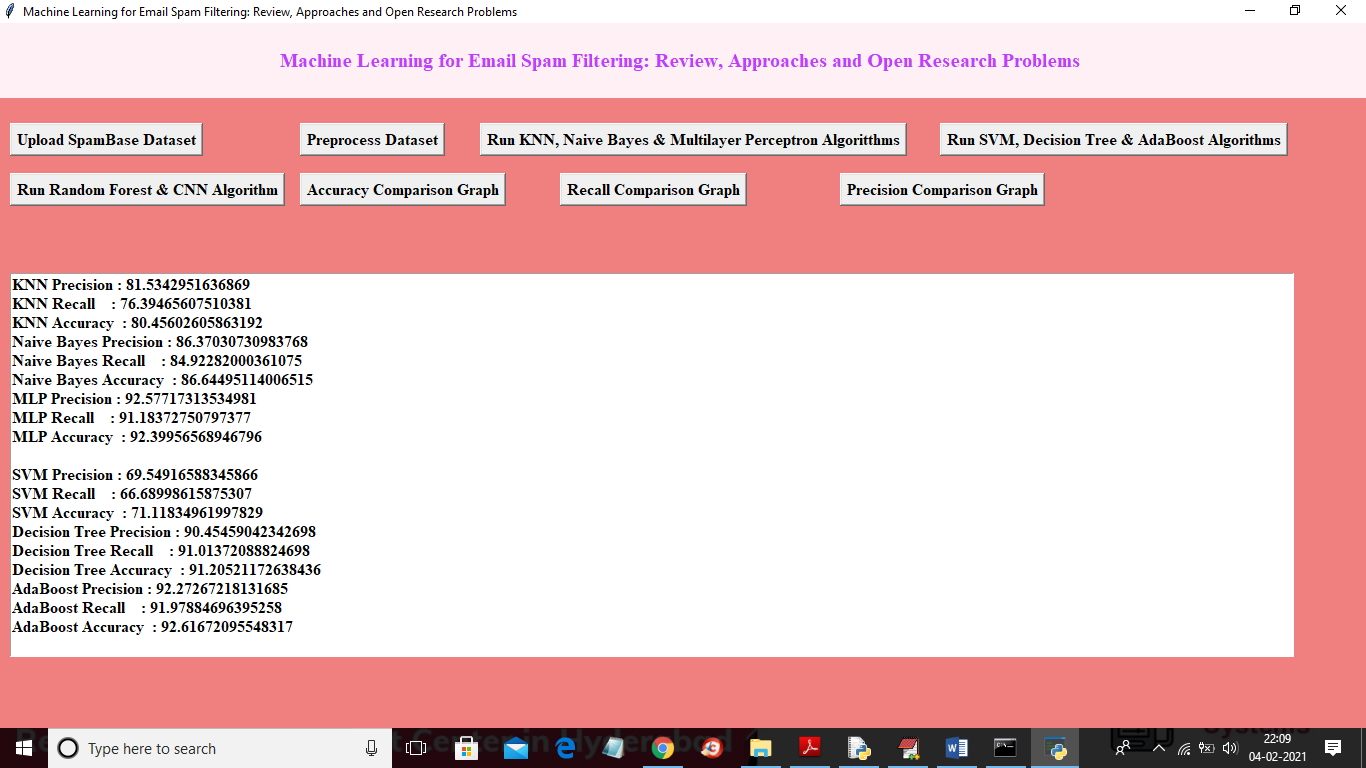 Machine Learning for Email Spam Filtering: Review, Approaches and Open Research Problems
Machine Learning for Email Spam Filtering: Review, Approaches and Open Research Problems
Upload SpamBase Dataset
Preprocess Dataset
Run KNN, Naive Bayes & Multilayer Perceptron Algoritthms
Run SVM, Decision Tree & AdaBoost Algorithms
Run Random Forest & CNN Algorithm
Accuracy Comparison Graph
Recall Comparison Graph
Precision Comparison Graph
KNN Precision : 81.5342951636869
KNN Recall    : 76.39465607510381
KNN Accuracy  : 80.45602605863192
Naive Bayes Precision : 86.37030730983768
Naive Bayes Recall    : 84.92282000361075
Naive Bayes Accuracy  : 86.64495114006515
MLP Precision : 92.57717313534981
MLP Recall    : 91.18372750797377
MLP Accuracy  : 92.39956568946796
SVM Precision : 69.54916588345866
SVM Recall    : 66.68998615875307
SVM Accuracy  : 71.11834961997829
Decision Tree Precision : 90.45459042342698
Decision Tree Recall    : 91.01372088824698
Decision Tree Accuracy  : 91.20521172638436
AdaBoost Precision : 92.27267218131685
AdaBoost Recall    : 91.97884696395258
AdaBoost Accuracy  : 92.61672095548317
Type here to search
22:09
04-02-2021